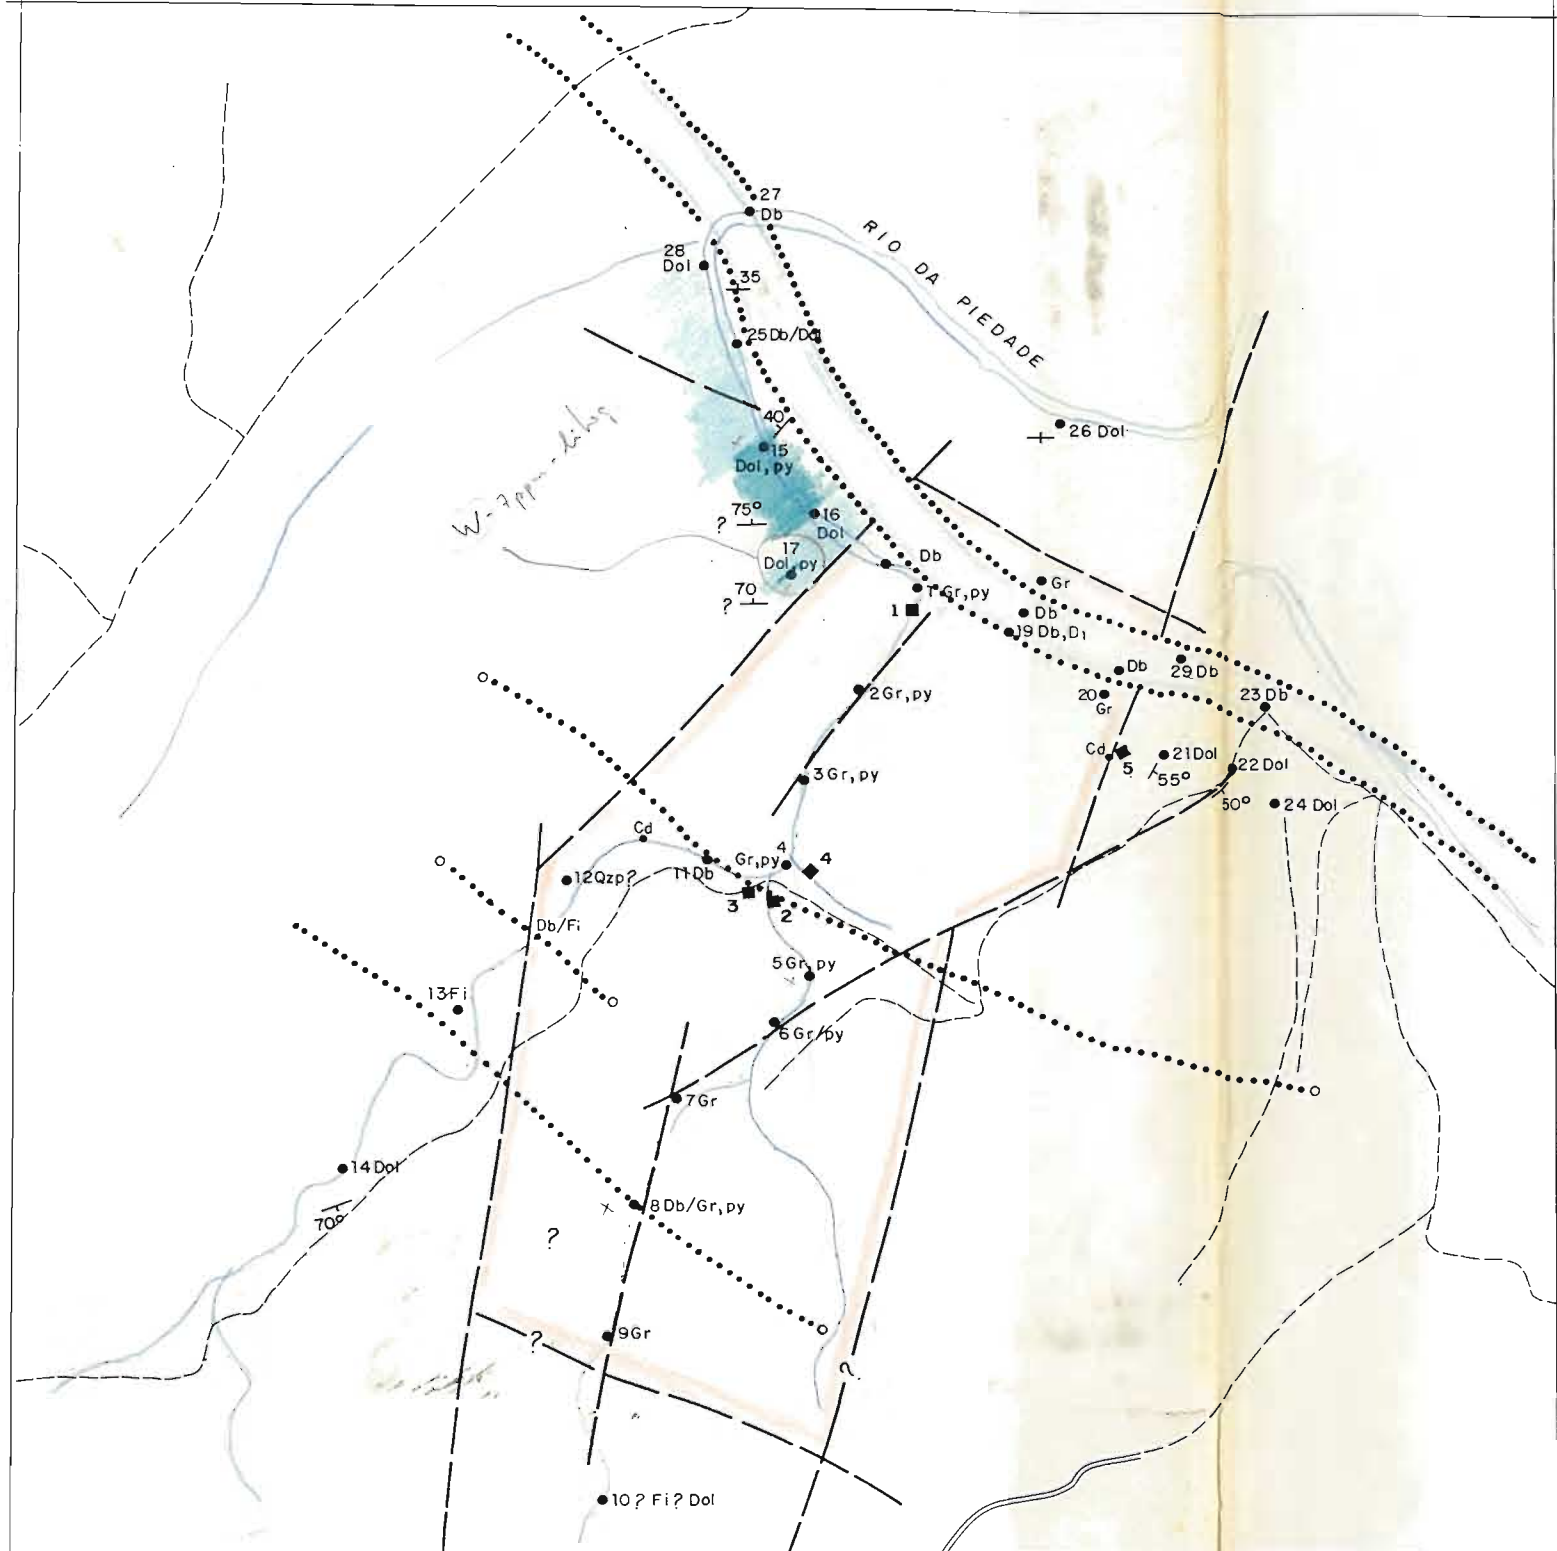 27
Db
28
Dol
RIO DA PIEDADE
35
25 Db/Dol
40
26 Dol
15
Dol, py
75°
?
16
Dol
17
Dol, py
Db
Gr
70
?
1 Gr, py
1
Db
19 Db, Di
Db
29 Db
2 Gr, py
20
Gr
23 Db
Cd
5
21 Dol
55°
22 Dol
50°
24 Dol
3 Gr, py
Cd
4
Gr, py
4
11 Db
12 Qzp?
3
2
Db/Fi
5 Gr, py
13 Fi
6 Gr/py
7 Gr
14 Dol
70°
8 Db/Gr, py
?
?
9 Gr
?
10 ? Fi ? Dol